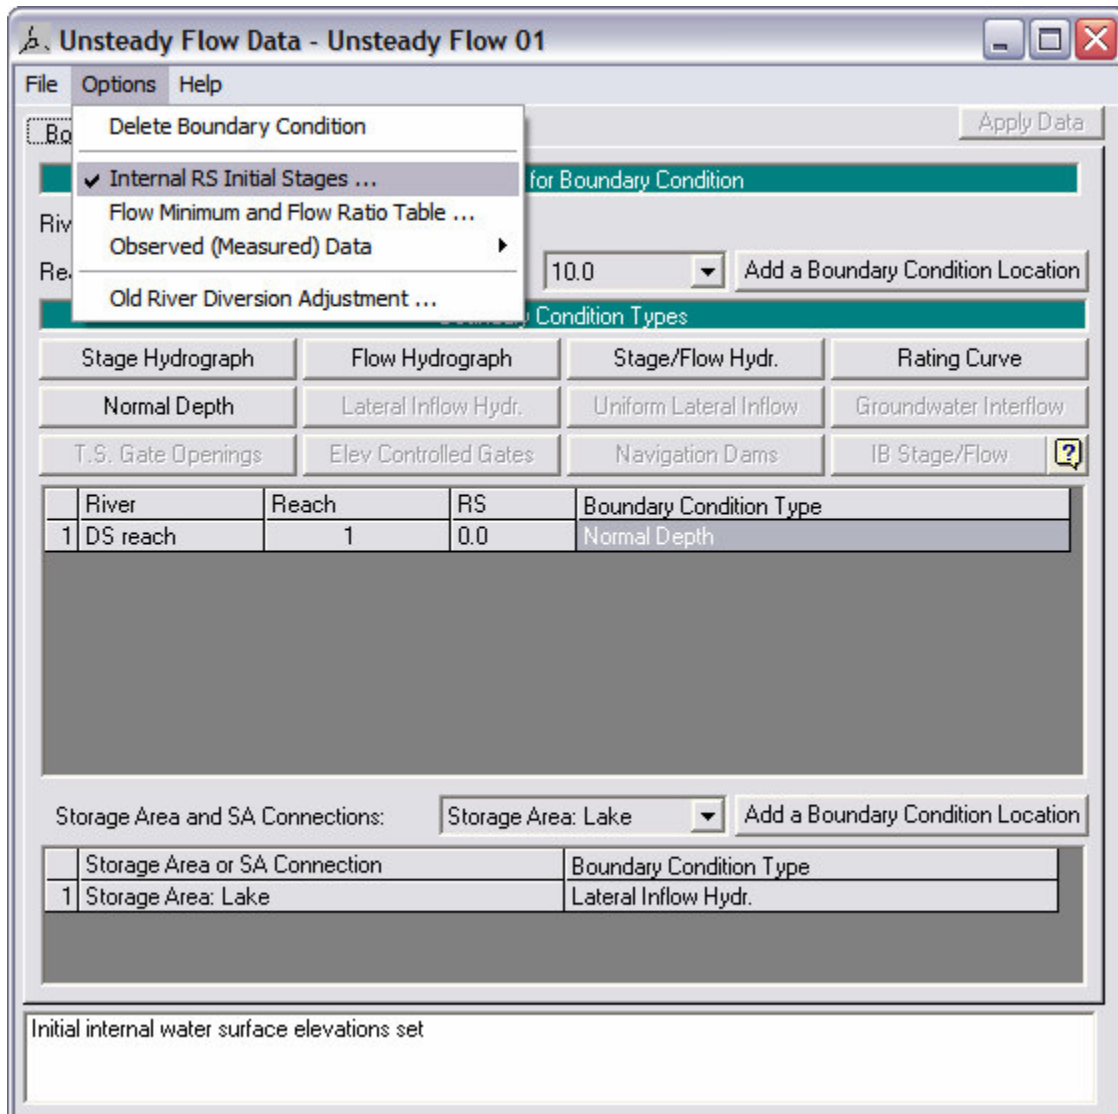 Unsteady Flow Data - Unsteady Flow 01
File Options Help
Bo Apply Data
Delete Boundary Condition
Internal RS Initial Stages ... for Boundary Condition
Flow Minimum and Flow Ratio Table ...
Riv
Observed (Measured) Data
Rea 10.0 Add a Boundary Condition Location
Old River Diversion Adjustment ...
Condition Types
Stage Hydrograph Flow Hydrograph Stage/Flow Hydr. Rating Curve
Normal Depth Lateral Inflow Hydr. Uniform Lateral Inflow Groundwater Interflow
T.S. Gate Openings Elev Controlled Gates Navigation Dams IB Stage/Flow ?
River Reach RS Boundary Condition Type
1 DS reach 1 0.0 Normal Depth
Storage Area and SA Connections: Storage Area: Lake Add a Boundary Condition Location
Storage Area or SA Connection Boundary Condition Type
1 Storage Area: Lake Lateral Inflow Hydr.
Initial internal water surface elevations set